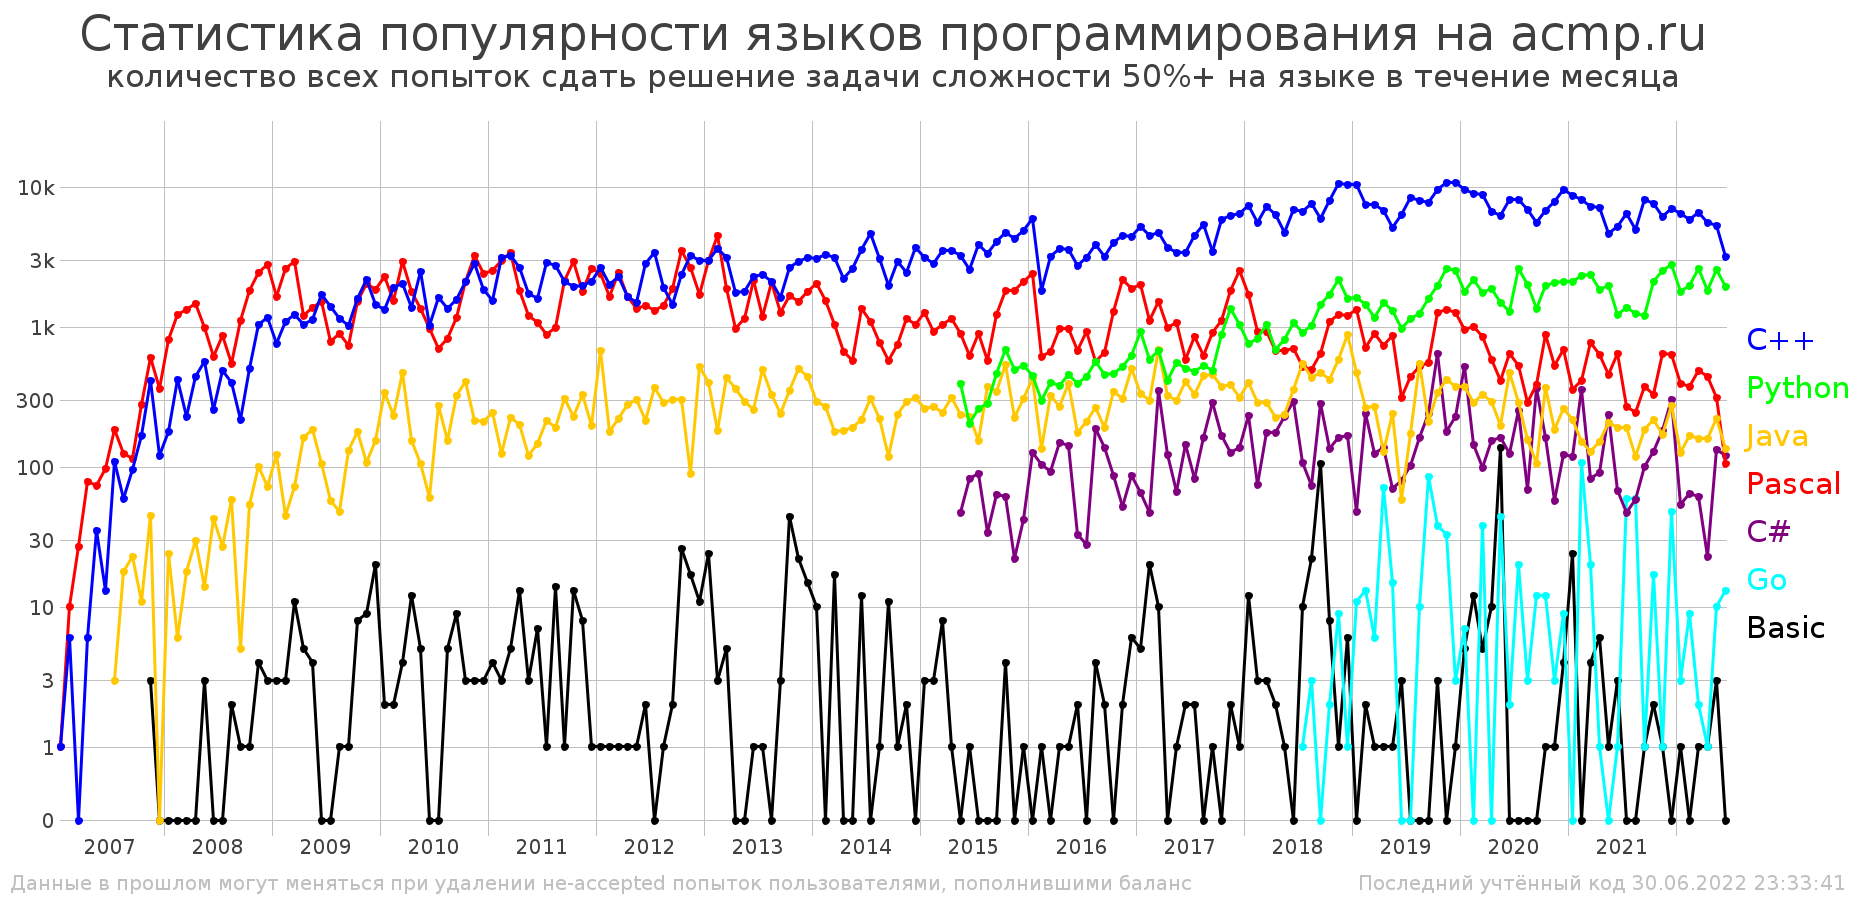 Статистика популярности языков программирования на acmp.ru
количество всех попыток сдать решение задачи сложности 50%+ на языке в течение месяца
10k
3k
1k
300
100
30
10
3
1
0
C++
Python
Java
Pascal
C#
Go
Basic
2007 2008 2009 2010 2011 2012 2013 2014 2015 2016 2017 2018 2019 2020 2021
Данные в прошлом могут меняться при удалении не-accepted попыток пользователями, пополнившими баланс
Последний учтённый код 30.06.2022 23:33:41